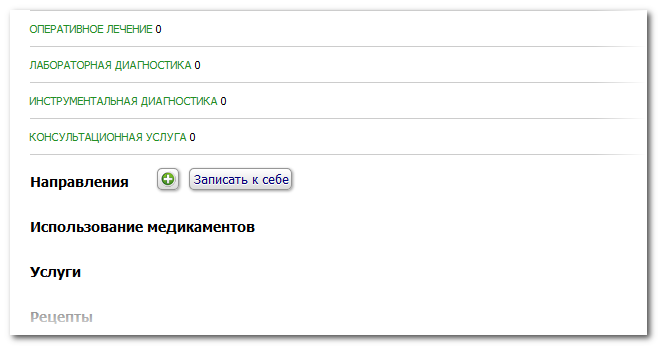 ОПЕРАТИВНОЕ ЛЕЧЕНИЕ 0
ЛАБОРАТОРНАЯ ДИАГНОСТИКА 0
ИНСТРУМЕНТАЛЬНАЯ ДИАГНОСТИКА 0
КОНСУЛЬТАЦИОННАЯ УСЛУГА 0
Направления Записать к себе
Использование медикаментов
Услуги
Рецепты